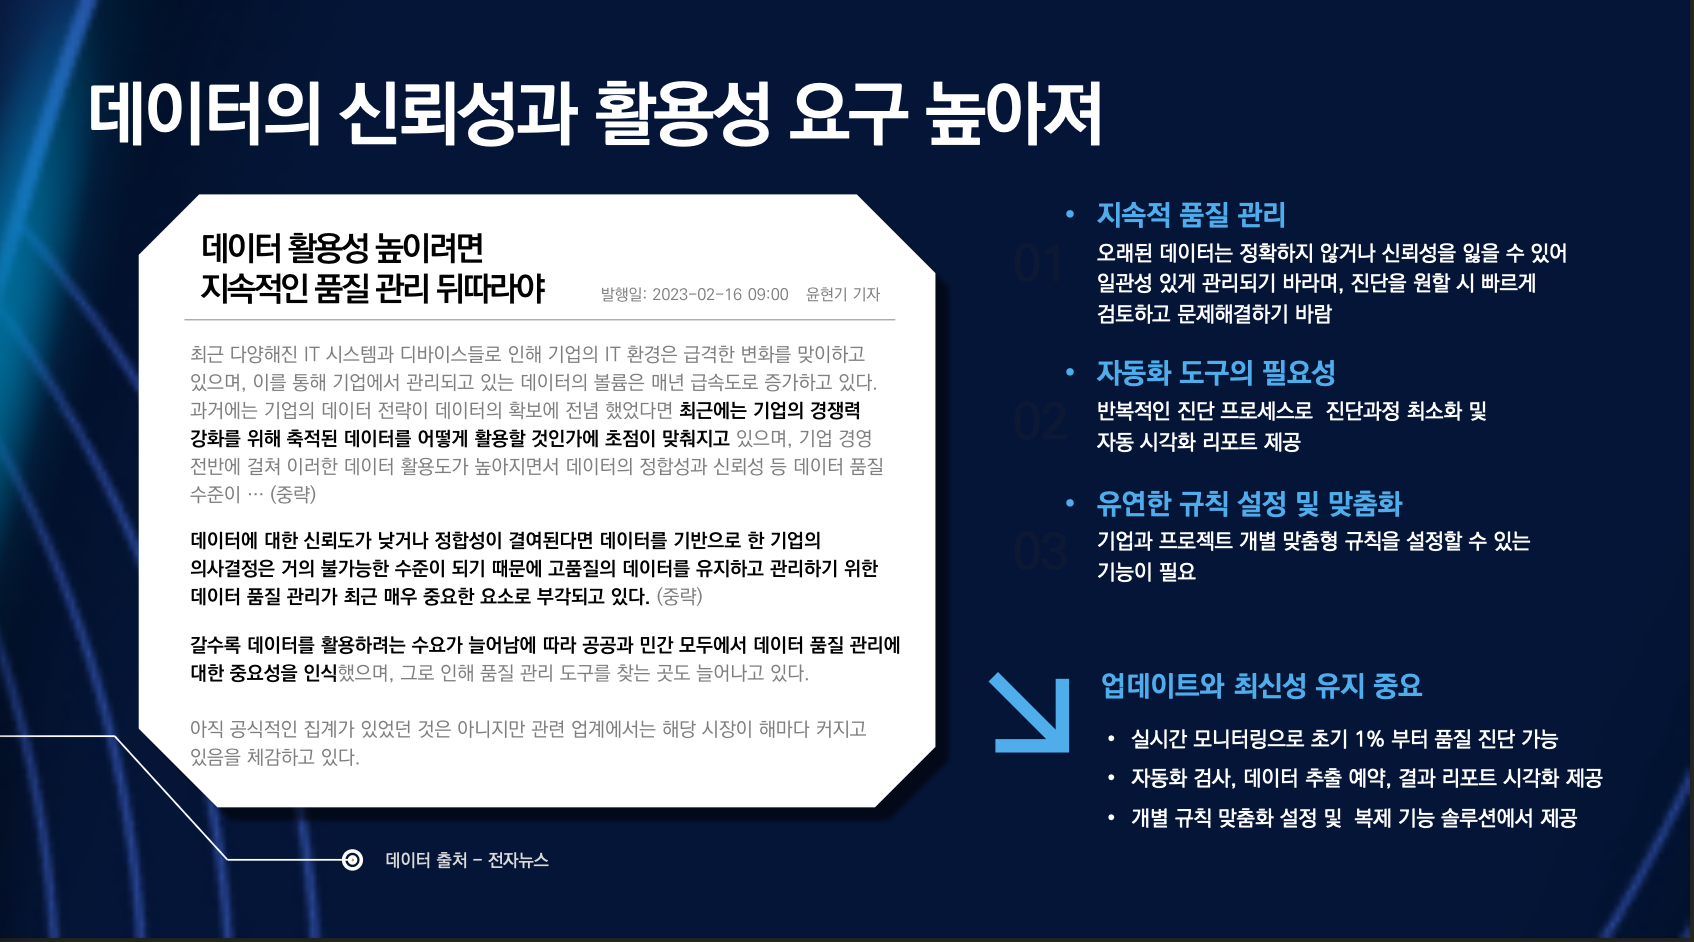 데이터의 신뢰성과 활용성 요구 높아져
데이터 활용성 높이려면
지속적인 품질 관리 뒤따라야
발행일: 2023-02-16 09:00 윤현기 기자
최근 다양해진 IT 시스템과 디바이스들로 인해 기업의 IT 환경은 급격한 변화를 맞이하고
있으며, 이를 통해 기업에서 관리되고 있는 데이터의 볼륨은 매년 급속도로 증가하고 있다.
과거에는 기업의 데이터 전략이 데이터의 확보에 전념 했었다면 최근에는 기업의 경쟁력
강화를 위해 축적된 데이터를 어떻게 활용할 것인가에 초점이 맞춰지고 있으며, 기업 경영
전반에 걸쳐 이러한 데이터 활용도가 높아지면서 데이터의 정합성과 신뢰성 등 데이터 품질
수준이 … (중략)
데이터에 대한 신뢰도가 낮거나 정합성이 결여된다면 데이터를 기반으로 한 기업의
의사결정은 거의 불가능한 수준이 되기 때문에 고품질의 데이터를 유지하고 관리하기 위한
데이터 품질 관리가 최근 매우 중요한 요소로 부각되고 있다. (중략)
갈수록 데이터를 활용하려는 수요가 늘어남에 따라 공공과 민간 모두에서 데이터 품질 관리에
대한 중요성을 인식했으며, 그로 인해 품질 관리 도구를 찾는 곳도 늘어나고 있다.
아직 공식적인 집계가 있었던 것은 아니지만 관련 업계에서는 해당 시장이 해마다 커지고
있음을 체감하고 있다.
데이터 출처 - 전자뉴스
01
• 지속적 품질 관리
오래된 데이터는 정확하지 않거나 신뢰성을 잃을 수 있어
일관성 있게 관리되기 바라며, 진단을 원할 시 빠르게
검토하고 문제해결하기 바람
02
• 자동화 도구의 필요성
반복적인 진단 프로세스로 진단과정 최소화 및
자동 시각화 리포트 제공
03
• 유연한 규칙 설정 및 맞춤화
기업과 프로젝트 개별 맞춤형 규칙을 설정할 수 있는
기능이 필요
업데이트와 최신성 유지 중요
• 실시간 모니터링으로 초기 1% 부터 품질 진단 가능
• 자동화 검사, 데이터 추출 예약, 결과 리포트 시각화 제공
• 개별 규칙 맞춤화 설정 및 복제 기능 솔루션에서 제공